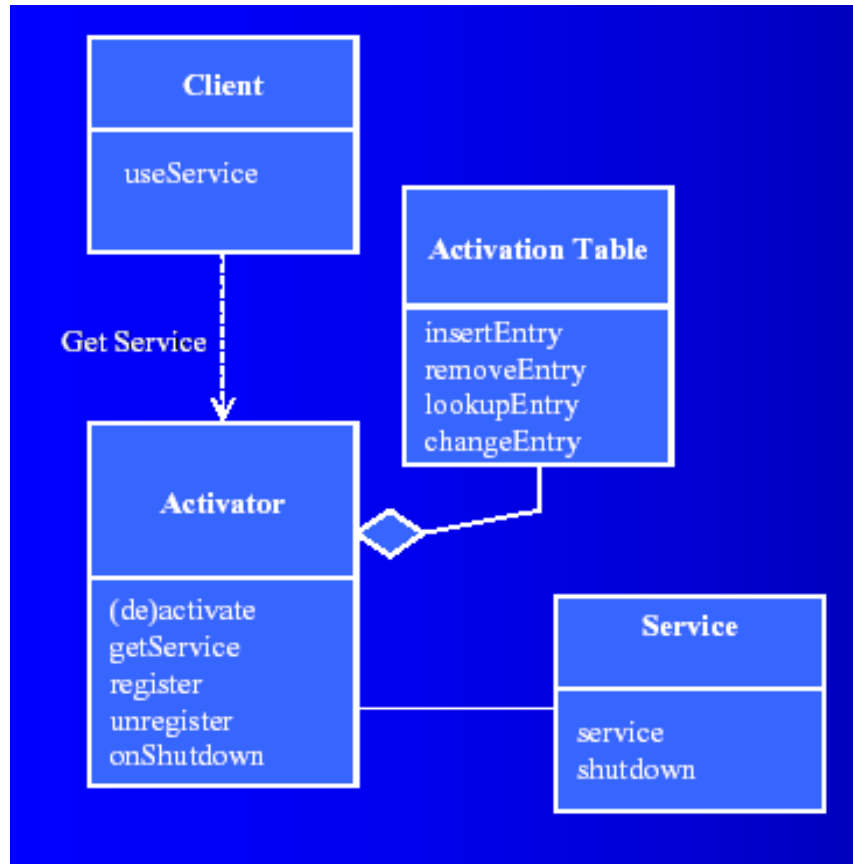 Client
useService
Activation Table
insertEntry
removeEntry
lookupEntry
changeEntry
Get Service
Activator
(de)activate
getService
register
unregister
onShutdown
Service
service
shutdown